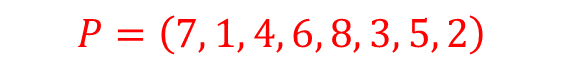 P = (7, 1, 4, 6, 8, 3, 5, 2)